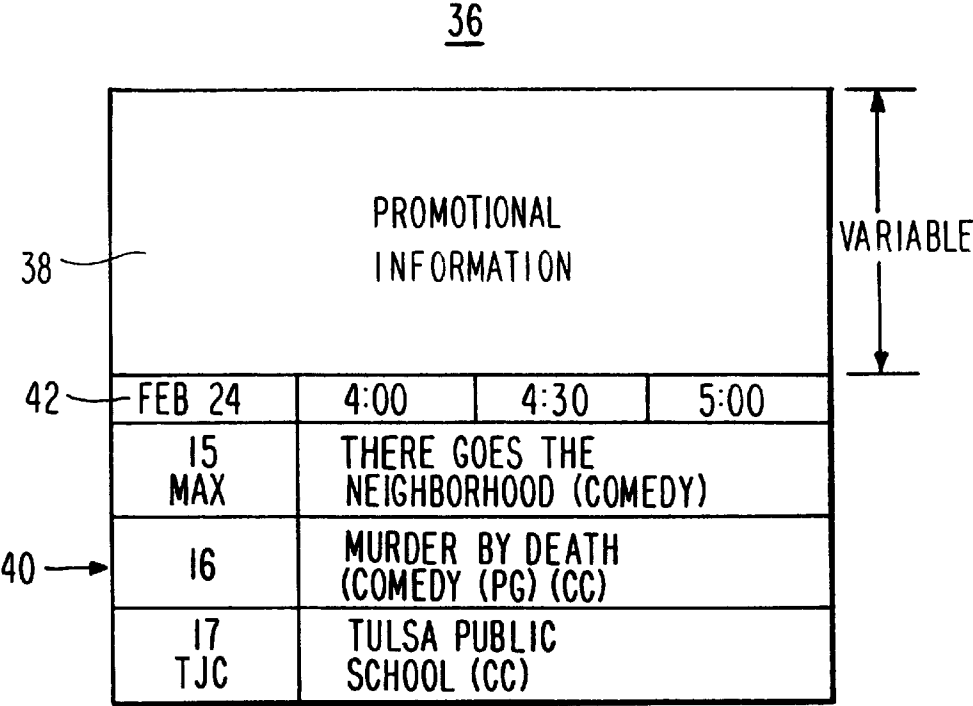 36
PROMOTIONAL
INFORMATION
VARIABLE
38
42
FEB 24 4:00 4:30 5:00
15
MAX
THERE GOES THE
NEIGHBORHOOD (COMEDY)
40
16
MURDER BY DEATH
(COMEDY (PG) (CC)
17
TJC
TULSA PUBLIC
SCHOOL (CC)